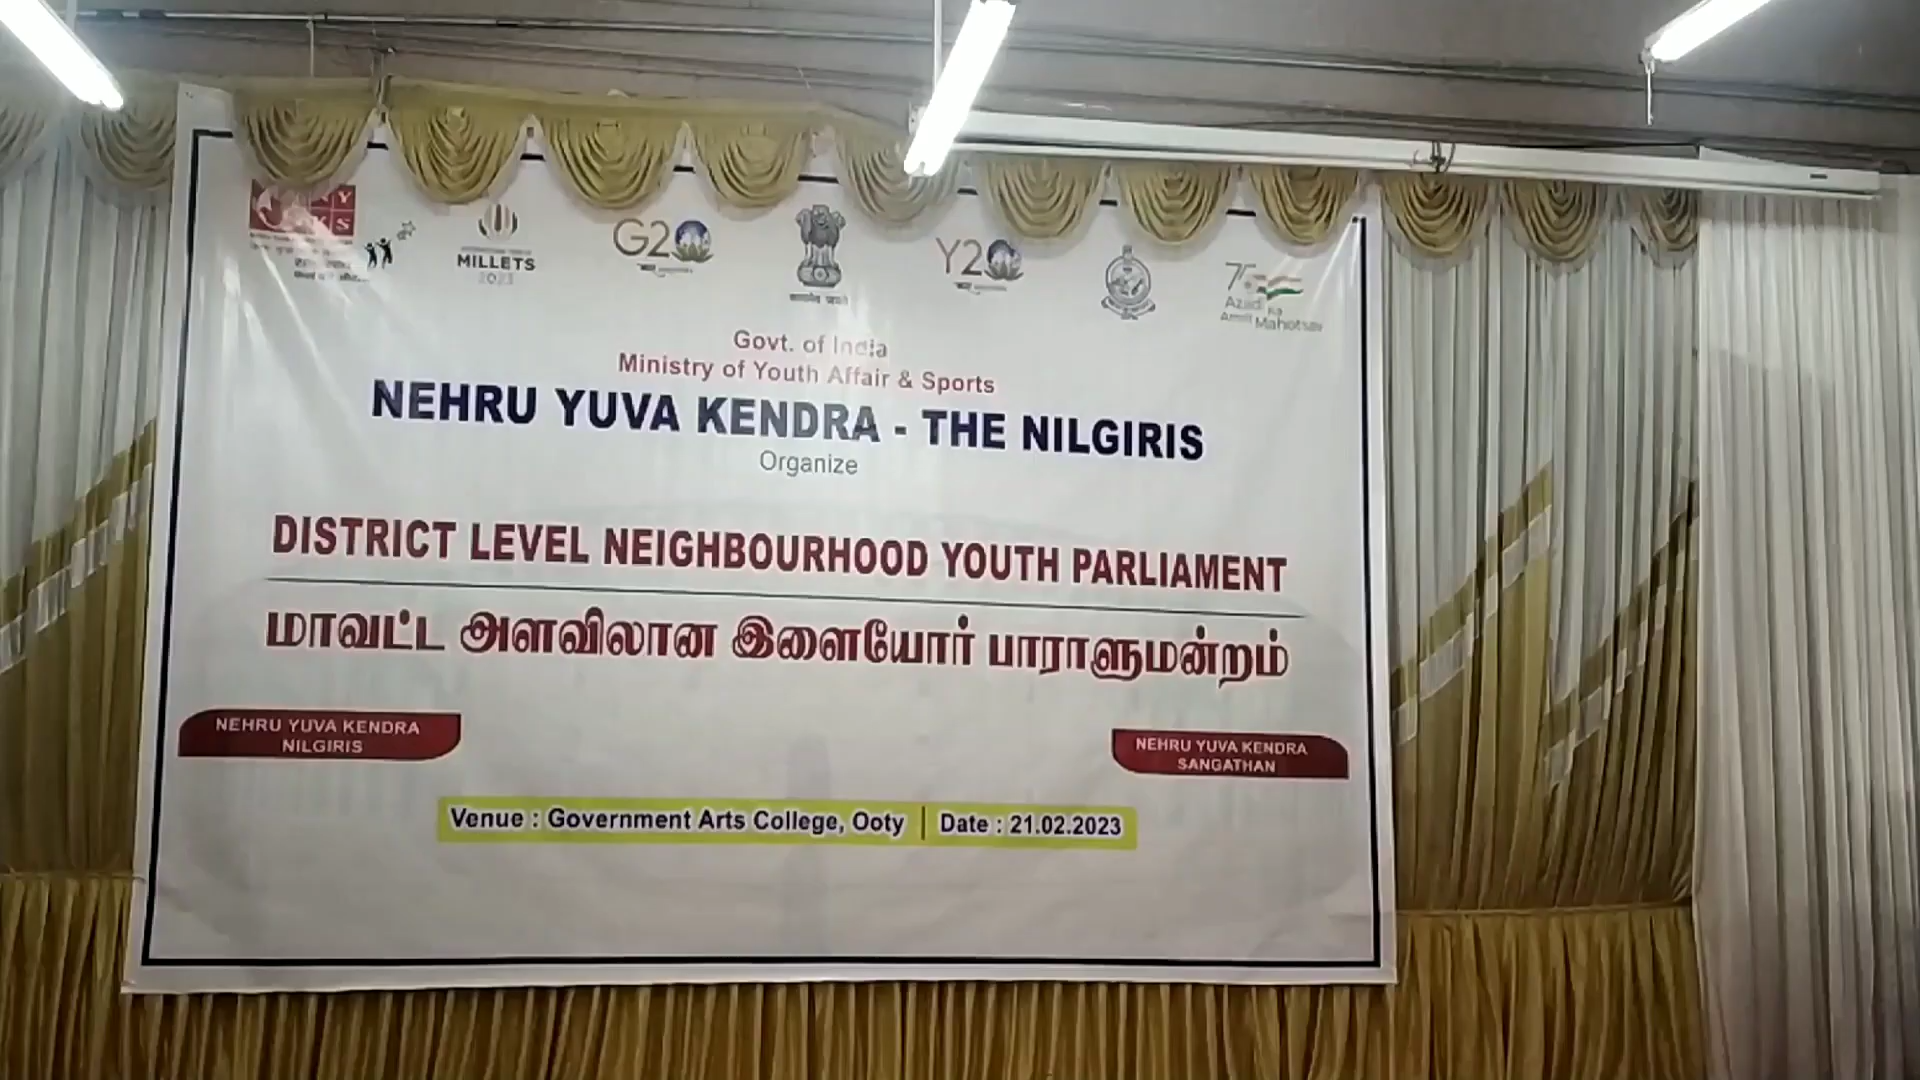 Y
K S
MILLETS
2023
G20
Y20
75
Azadi Ka
Amrit Mahotsav
Govt. of India
Ministry of Youth Affair & Sports
NEHRU YUVA KENDRA - THE NILGIRIS
Organize
DISTRICT LEVEL NEIGHBOURHOOD YOUTH PARLIAMENT
மாவட்ட அளவிலான இளையோர் பாராளுமன்றம்
NEHRU YUVA KENDRA
NILGIRIS
NEHRU YUVA KENDRA
SANGATHAN
Venue : Government Arts College, Ooty | Date : 21.02.2023